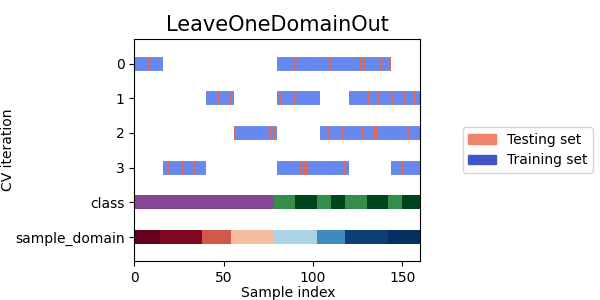 LeaveOneDomainOut
CV iteration
0
1
2
3
class
sample_domain
0 50 100 150
Sample index
Testing set
Training set